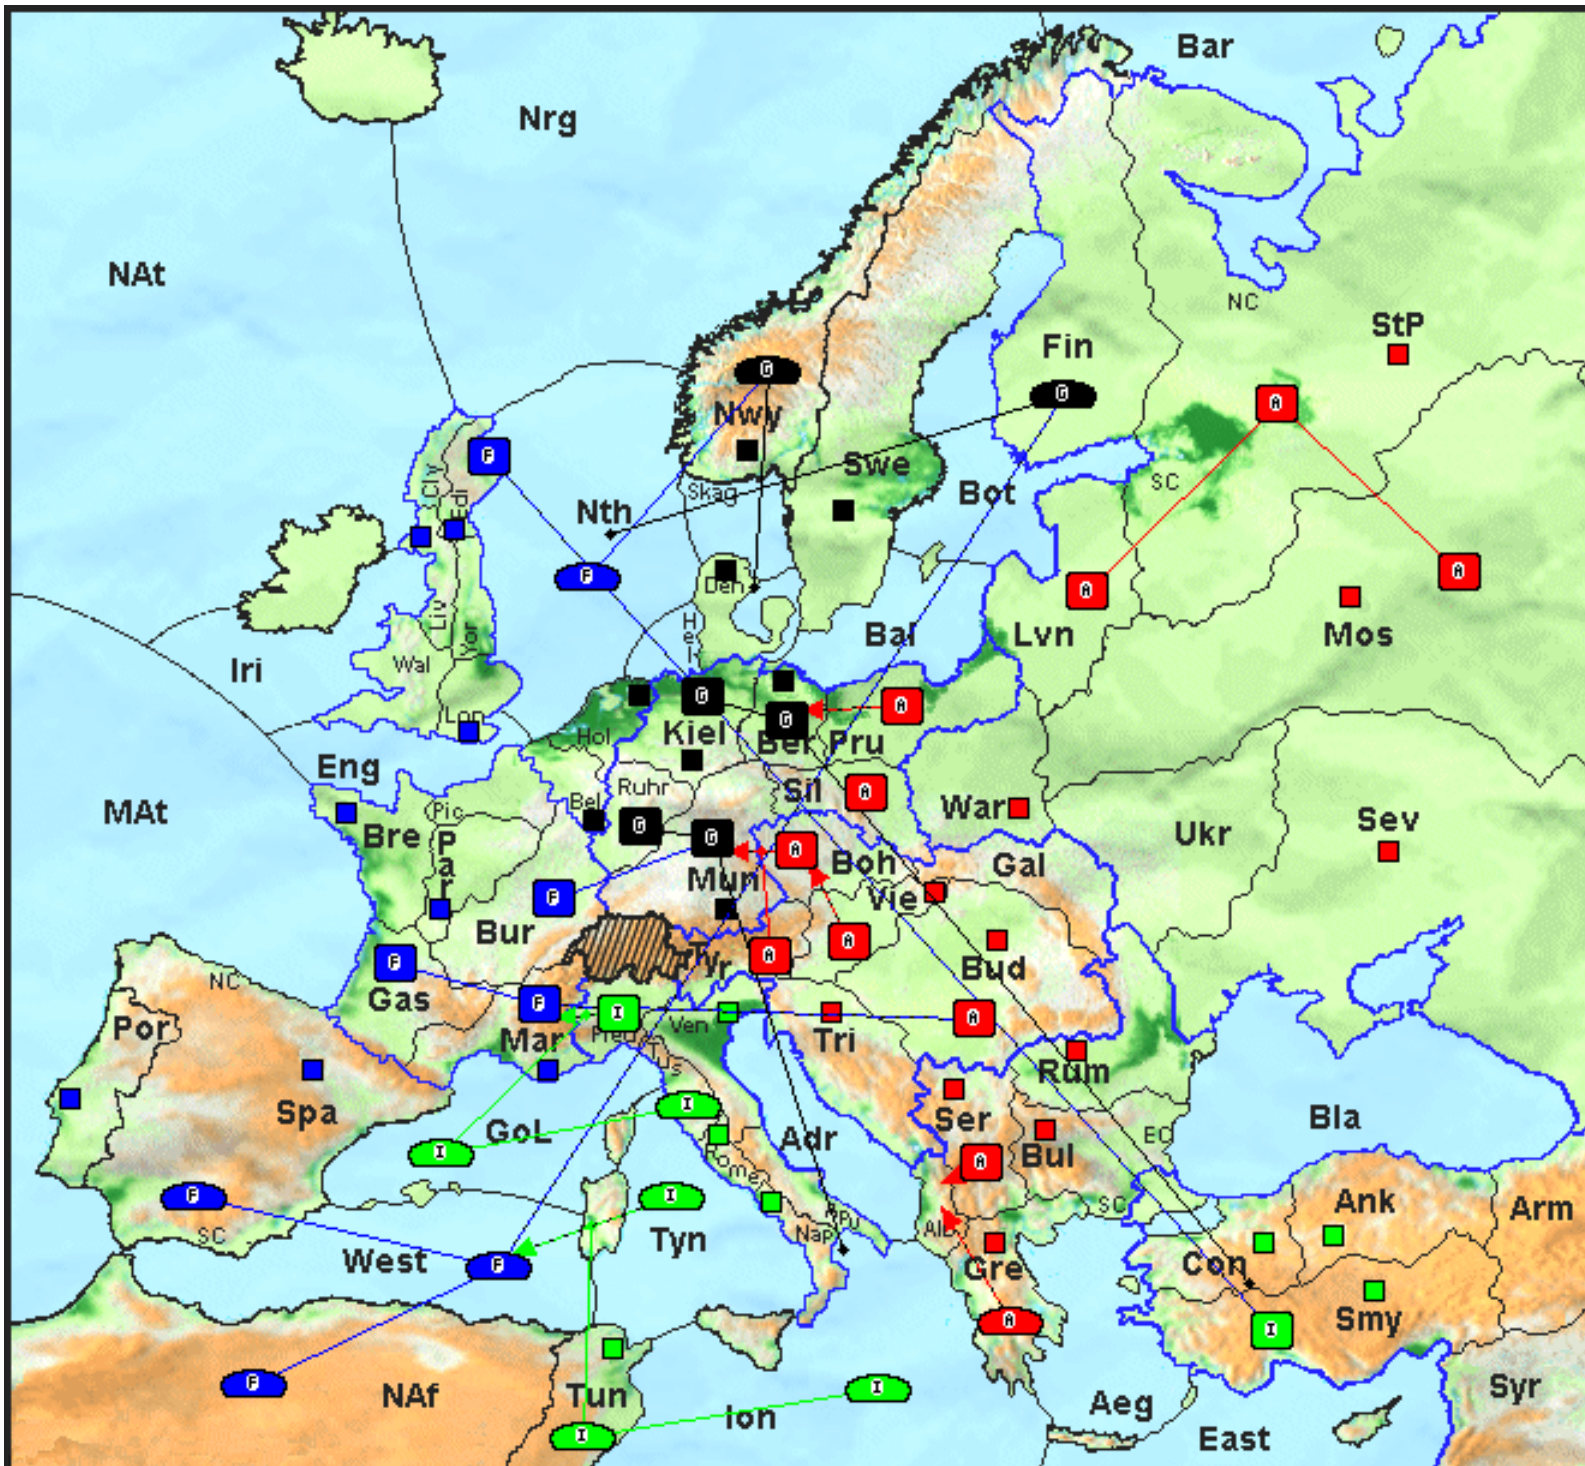 Bar
Nrg
NAt
NC
StP
Fin
A
G
G
Nwy
F
Cly
Edi
Swe
SC
Skag
Bot
Nth
F
A
A
Den
Hel
Liv
Yor
Bal
Lvn
Mos
Wal
Iri
G
A
Lon
G
Hol
Kiel
Ber
Pru
Eng
Ruhr
Sil
A
Bel
Pic
War
MAt
Bre
Par
G
G
A
Boh
Gal
Ukr
Sev
Mun
Vie
F
Bur
A
A
Bud
Tyr
F
NC
Gas
F
I
A
Por
Mar
Pied
Ven
Tri
Tus
Rum
Spa
I
GoL
Ser
Bla
Adr
I
Rome
Bul
EC
A
F
I
Ank
SC
Tyn
Apu
Nap
Alb
SC
Arm
West
F
Gre
Con
A
I
Smy
F
NAf
Tun
I
Ion
I
Aeg
East
Syr